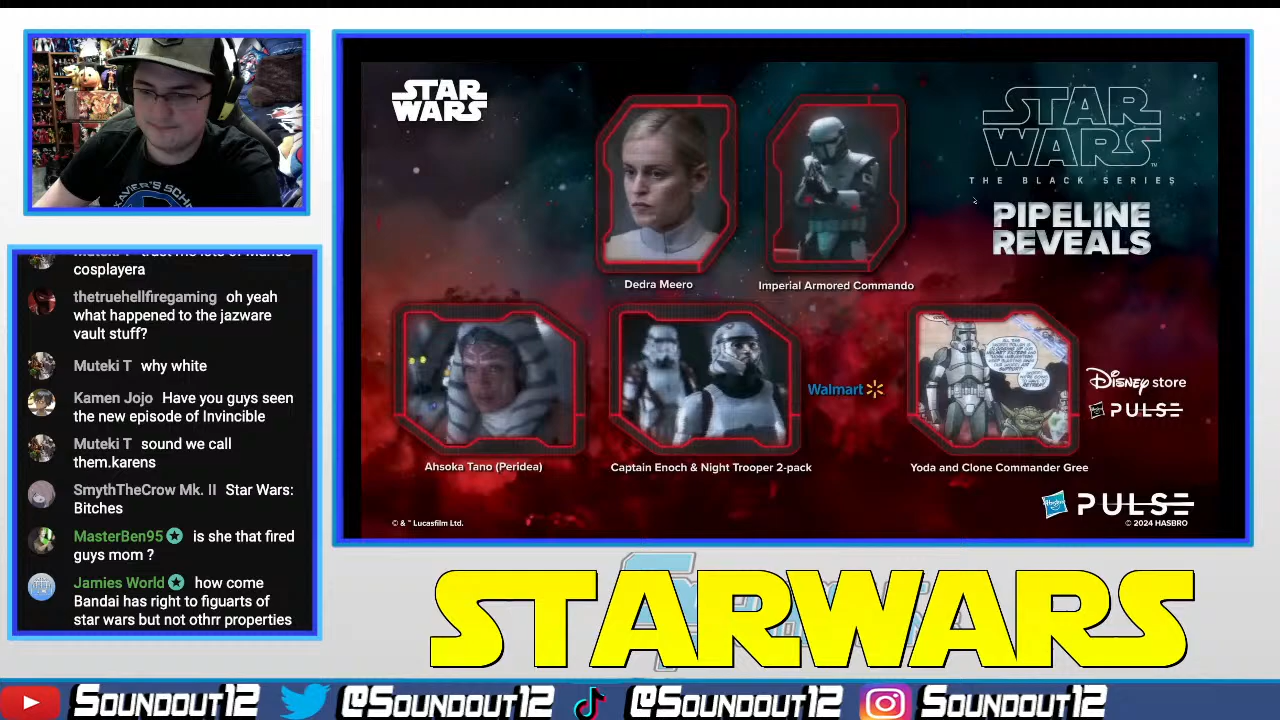 XAVER'S SCH
Muteki T
cosplayera
thetruehellfiregaming oh yeah
what happened to the jazware
vault stuff?
Muteki T why white
Kamen Jojo Have you guys seen
the new episode of Invincible
Muteki T sound we call
them.karens
SmythTheCrow Mk. II Star Wars:
Bitches
MasterBen95 is she that fired
guys mom ?
Jamies World how come
Bandai has right to figuarts of
star wars but not othrr properties
STAR
WARS
STAR
WARS
THE BLACK SERIES
PIPELINE
REVEALS
Dedra Meero
Imperial Armored Commando
Walmart
Disney store
PULSE
Ahsoka Tano (Peridea)
Captain Enoch & Night Trooper 2-pack
Yoda and Clone Commander Gree
Hasbro PULSE
© & ™ Lucasfilm Ltd.
© 2024 HASBRO
STARWARS
SOUNDOUT12
@SOUNDOUT12
@SOUNDOUT12
SOUNDOUT12